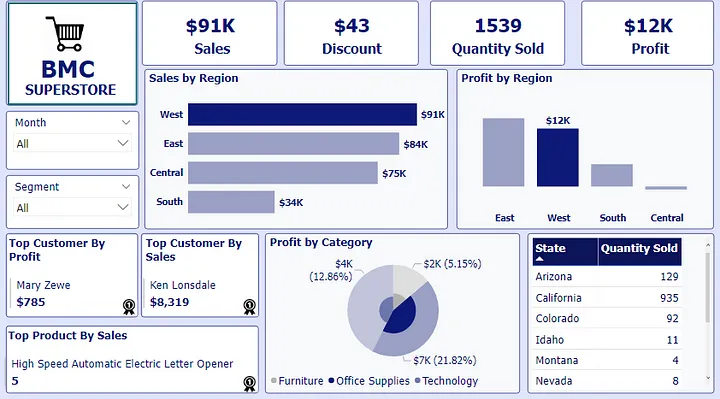 BMC
SUPERSTORE
$91K
Sales
$43
Discount
1539
Quantity Sold
$12K
Profit
Month
All
Segment
All
Sales by Region
West
$91K
East
$84K
Central
$75K
South
$34K
Profit by Region
$12K
East
West
South
Central
Top Customer By
Profit
Mary Zewe
$785
Top Customer By
Sales
Ken Lonsdale
$8,319
Top Product By Sales
High Speed Automatic Electric Letter Opener
5
Profit by Category
$4K
(12.86%)
$2K (5.15%)
$7K (21.82%)
Furniture Office Supplies Technology
State Quantity Sold
Arizona 129
California 935
Colorado 92
Idaho 11
Montana 4
Nevada 8